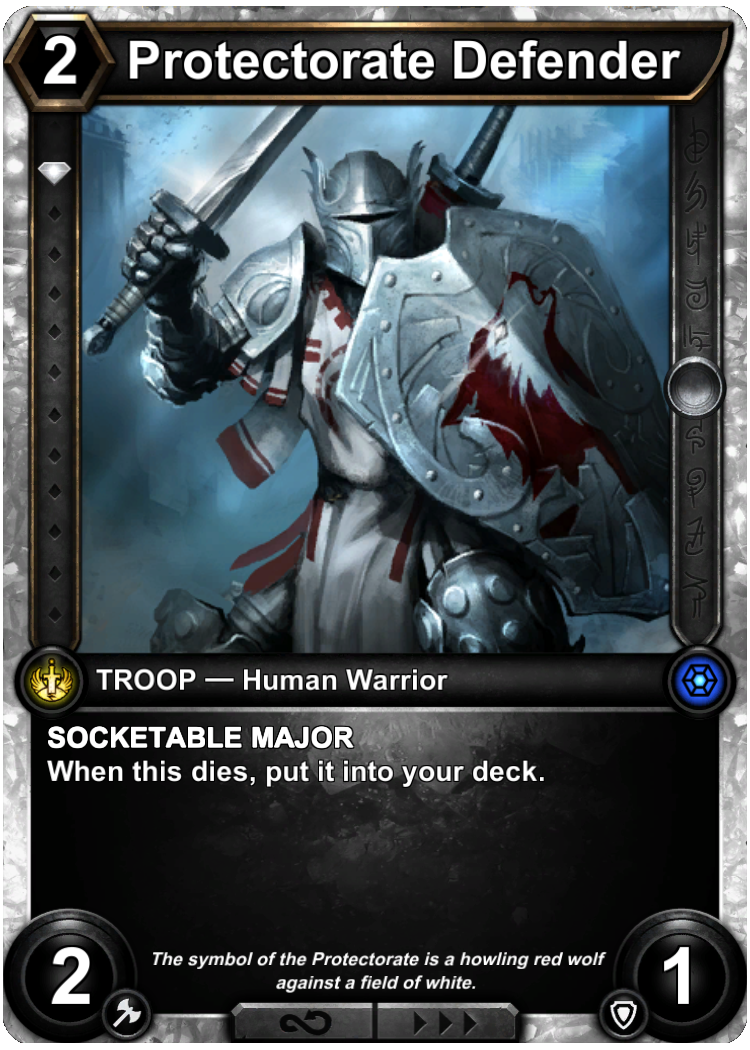 2 Protectorate Defender
TROOP — Human Warrior
SOCKETABLE MAJOR
When this dies, put it into your deck.
The symbol of the Protectorate is a howling red wolf
against a field of white.
2 1